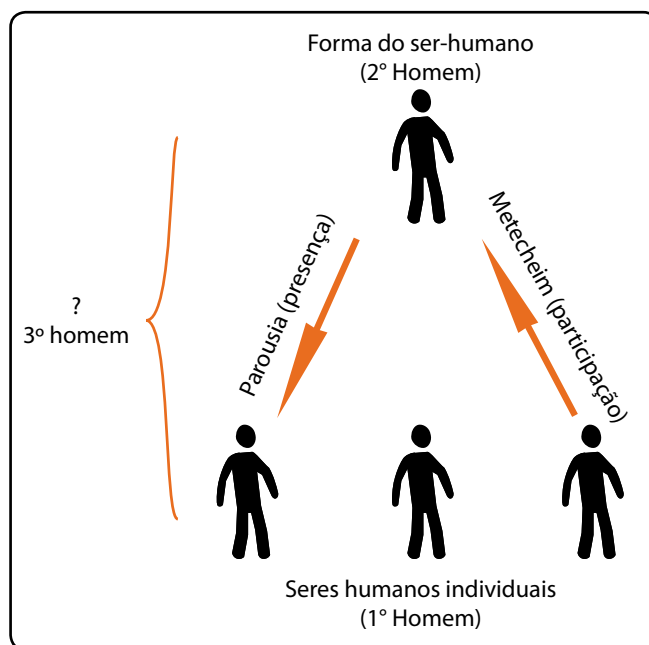 Forma do ser-humano
(2° Homem)
Parousia (presença)
Metecheim (participação)
?
3º homem
Seres humanos individuais
(1° Homem)